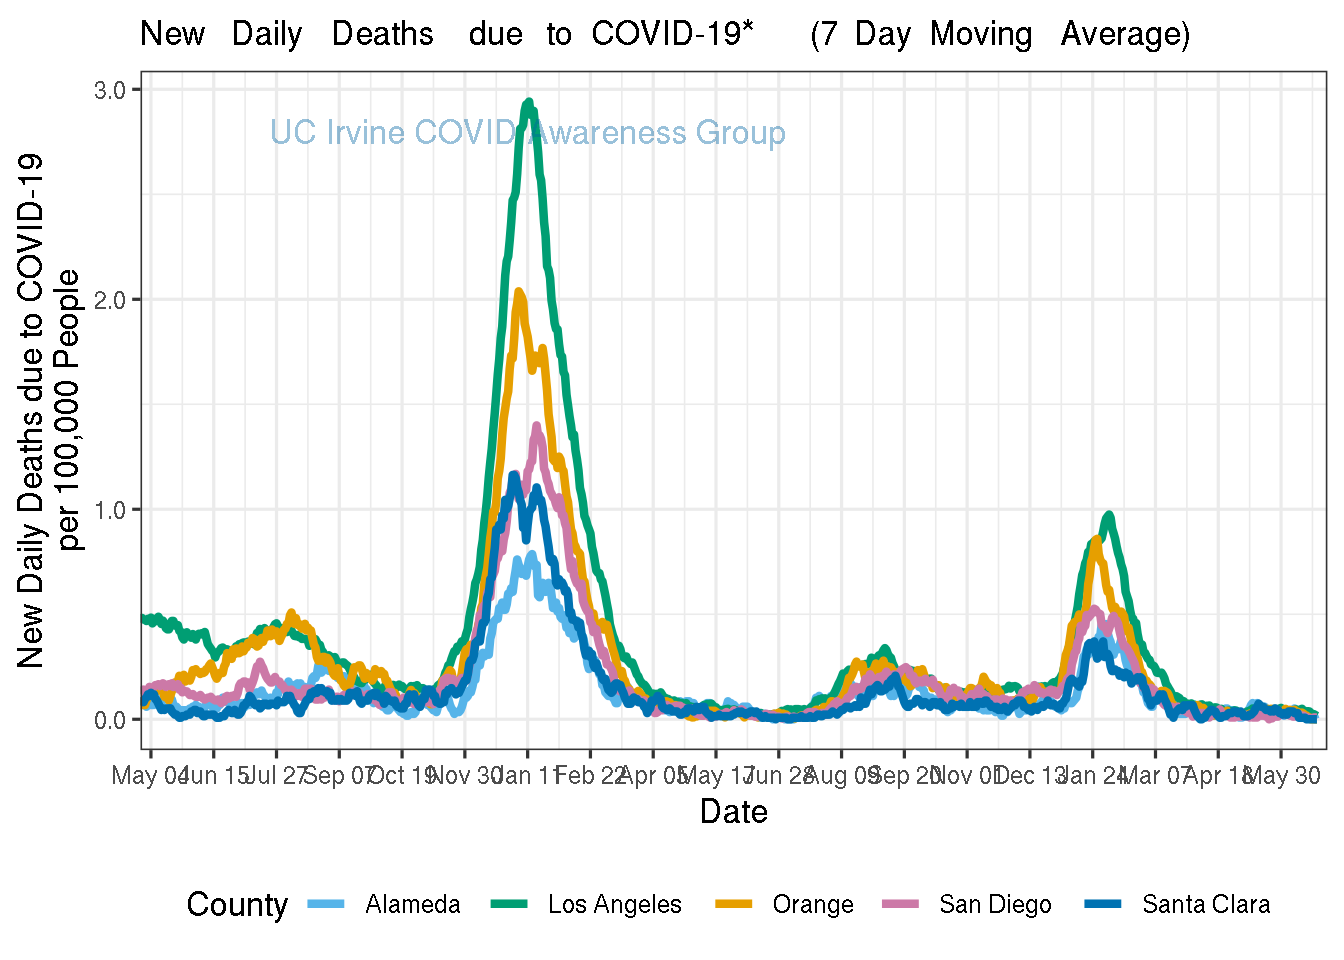 New Daily Deaths due to COVID-19* (7 Day Moving Average)
UC Irvine COVID Awareness Group
New Daily Deaths due to COVID-19
per 100,000 People
3.0
2.0
1.0
0.0
May 04 Jun 15 Jul 27 Sep 07 Oct 19 Nov 30 Jan 11 Feb 22 Apr 05 May 17 Jun 28 Aug 09 Sep 20 Nov 01 Dec 13 Jan 24 Mar 07 Apr 18 May 30
Date
County Alameda Los Angeles Orange San Diego Santa Clara